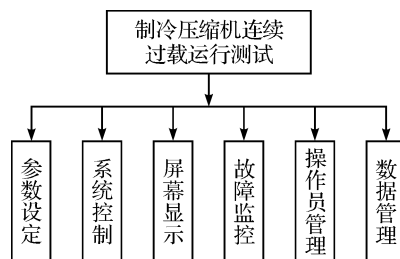 制冷压缩机连续
过载运行测试
参数设定
系统控制
屏幕显示
故障监控
操作员管理
数据管理